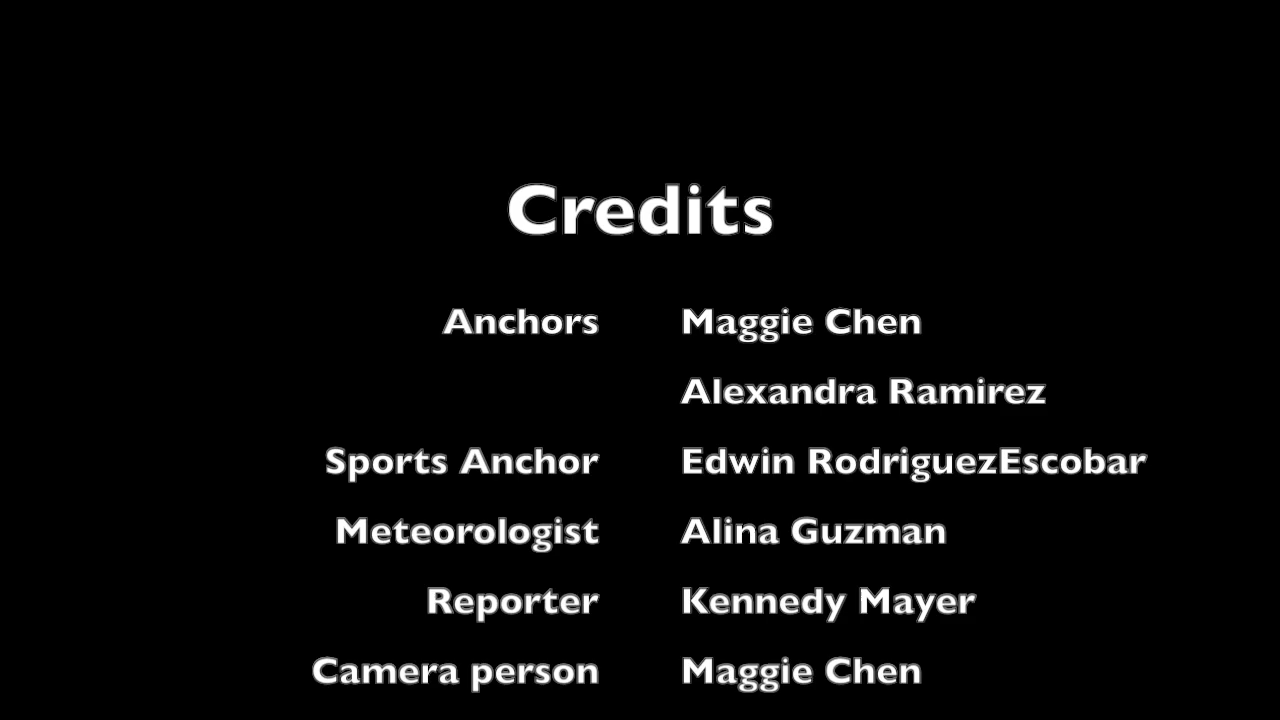 Credits
Anchors Maggie Chen
Alexandra Ramirez
Sports Anchor Edwin RodriguezEscobar
Meteorologist Alina Guzman
Reporter Kennedy Mayer
Camera person Maggie Chen